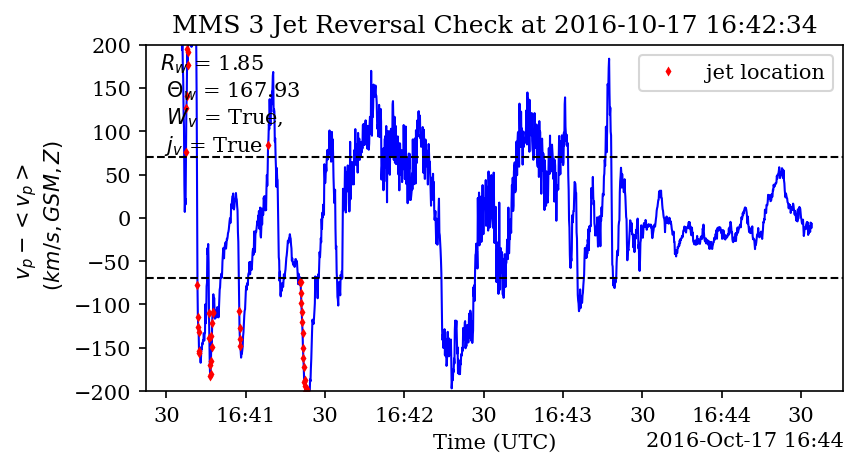 MMS 3 Jet Reversal Check at 2016-10-17 16:42:34
200
150
100
50
0
−50
−100
−150
−200
v_p − < v_p >
(km/s, GSM, Z)
R_w = 1.85
Θ_w = 167.93
W_v = True,
j_v = True
jet location
30 16:41 30 16:42 30 16:43 30 16:44 30
Time (UTC)
2016-Oct-17 16:44